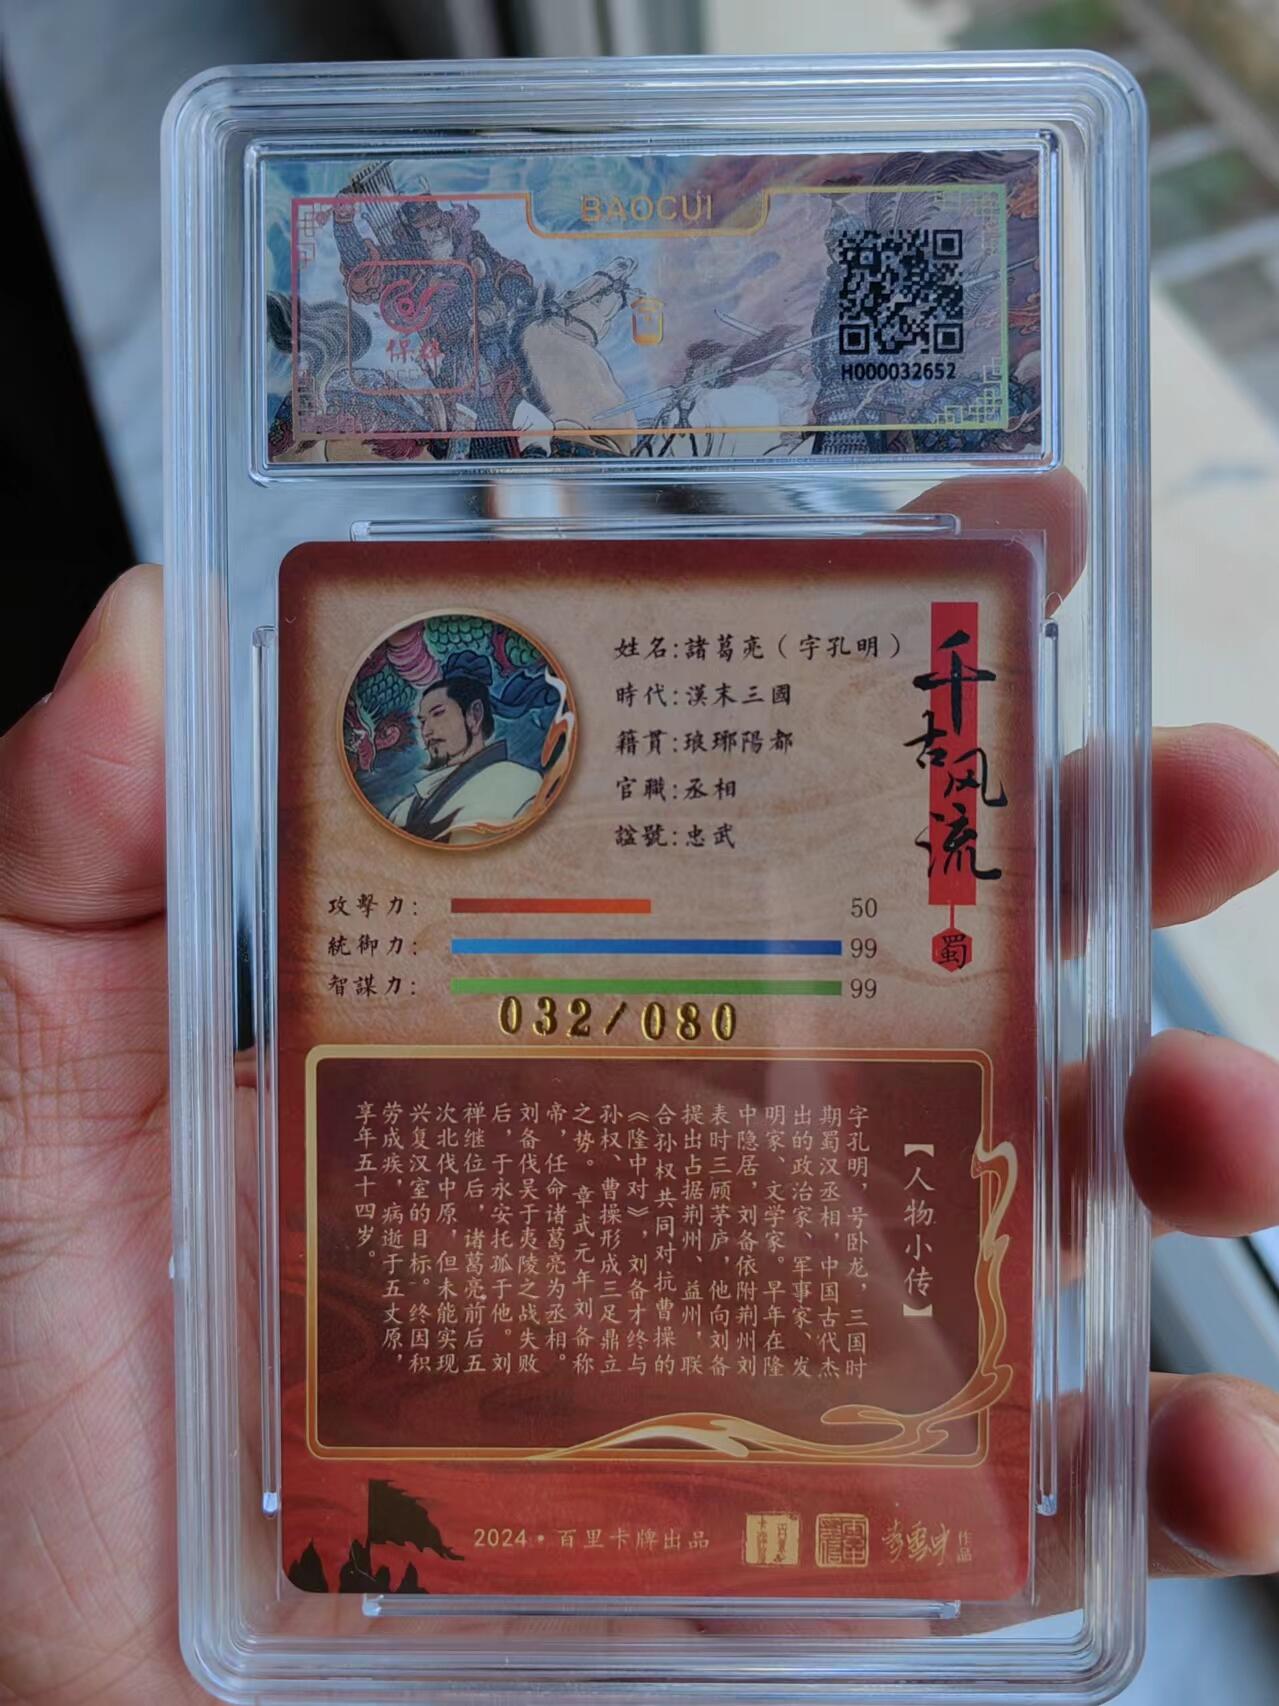 BAOCUI
保粹
H000032652
姓名:諸葛亮（字孔明）
時代:漢末三國
籍貫:琅琊陽都
官職:丞相
謚號:忠武
千古风流
蜀
攻擊力: 50
統御力: 99
智謀力: 99
032/080
【人物小传】
字孔明，号卧龙，三国时
期蜀汉丞相，中国古代杰
出的政治家、军事家、发
明家、文学家。早年在隆
中隐居，刘备依附荆州刘
表时三顾茅庐，他向刘备
提出占据荆州、益州，联
合孙权共同对抗曹操的
《隆中对》，刘备才终与
孙权、曹操形成三足鼎立
之势。章武元年刘备称
帝，任命诸葛亮为丞相。
刘备伐吴于夷陵之战失败
后，于永安托孤于他。刘
禅继位后，诸葛亮前后五
次北伐中原，但未能实现
兴复汉室的目标。终因积
劳成疾，病逝于五丈原，
享年五十四岁。
2024·百里卡牌出品
作品